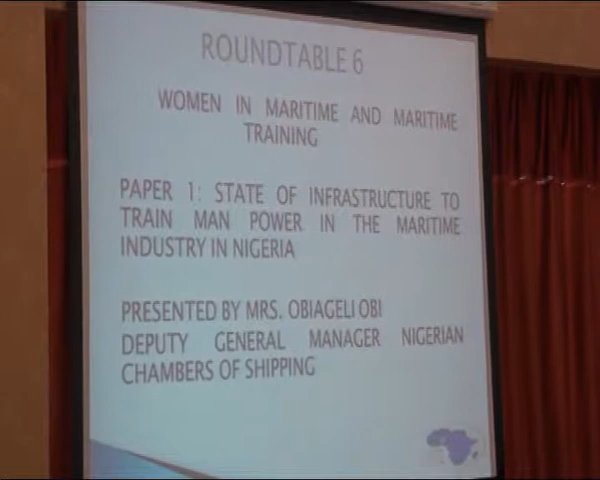 ROUNDTABLE 6
WOMEN IN MARITIME AND MARITIME
TRAINING
PAPER 1: STATE OF INFRASTRUCTURE TO
TRAIN MAN POWER IN THE MARITIME
INDUSTRY IN NIGERIA
PRESENTED BY MRS. OBIAGELI OBI
DEPUTY GENERAL MANAGER NIGERIAN
CHAMBERS OF SHIPPING